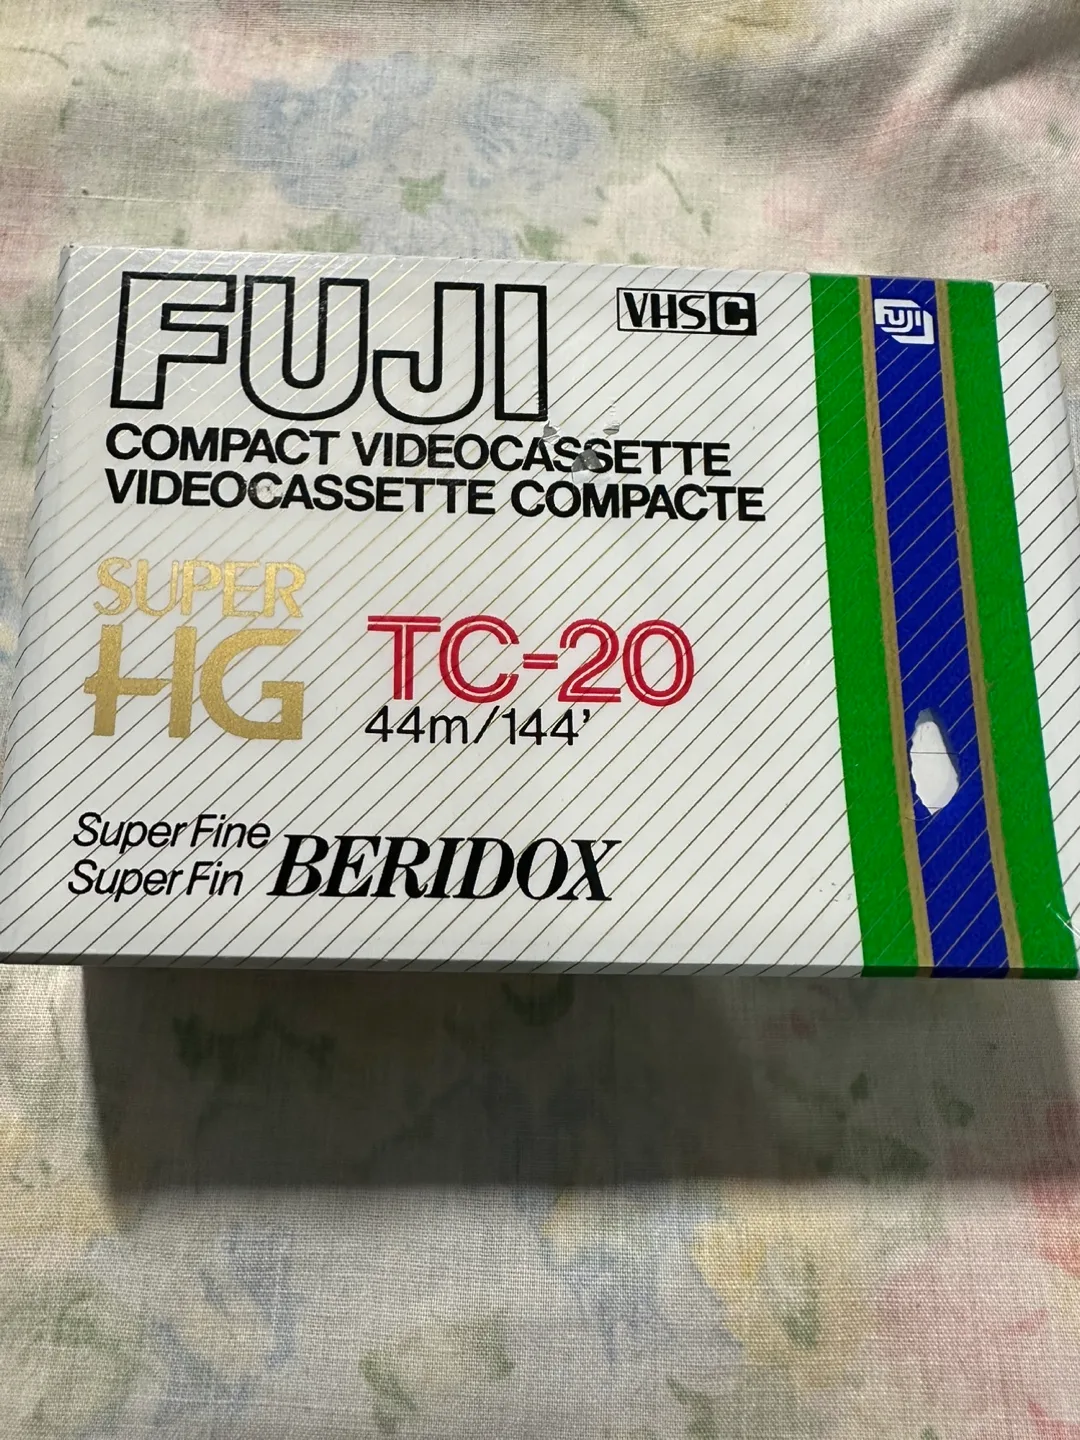 FUJI
VHS C
FUJI
COMPACT VIDEOCASSETTE
VIDEOCASSETTE COMPACTE
SUPER
HG
TC-20
44m/144'
Super Fine
Super Fin
BERIDOX